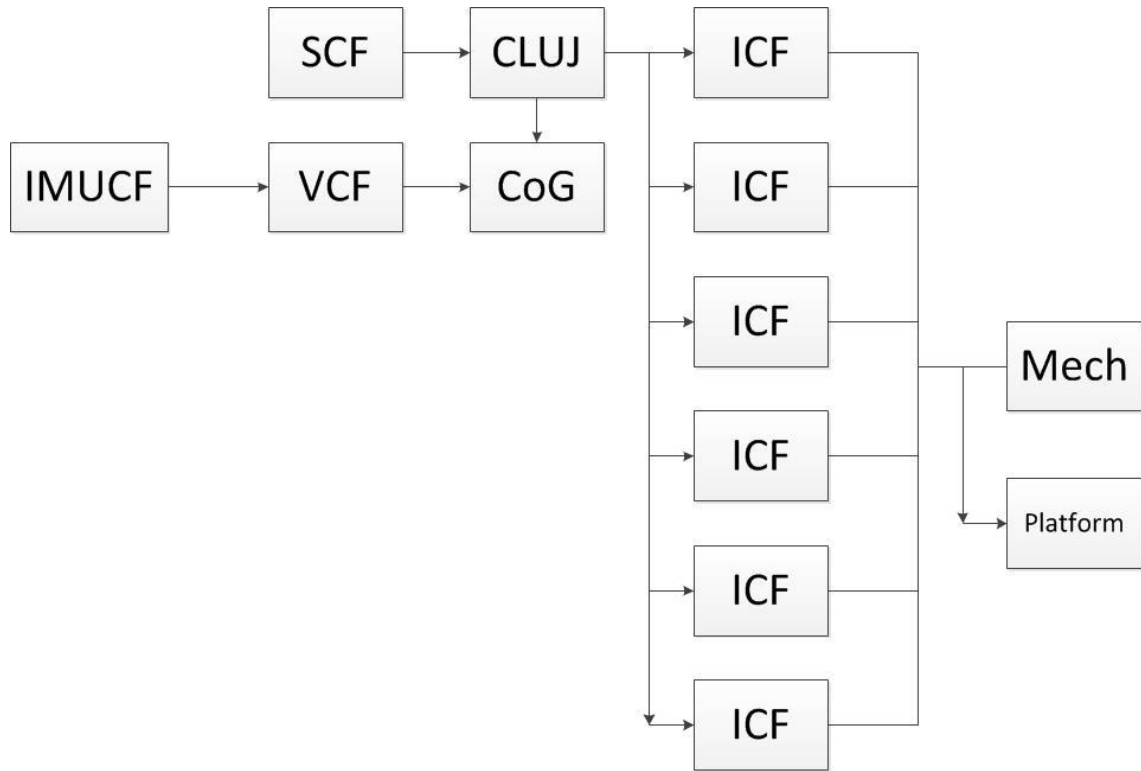 SCF
CLUJ
ICF
IMUCF
VCF
CoG
ICF
ICF
Mech
ICF
Platform
ICF
ICF